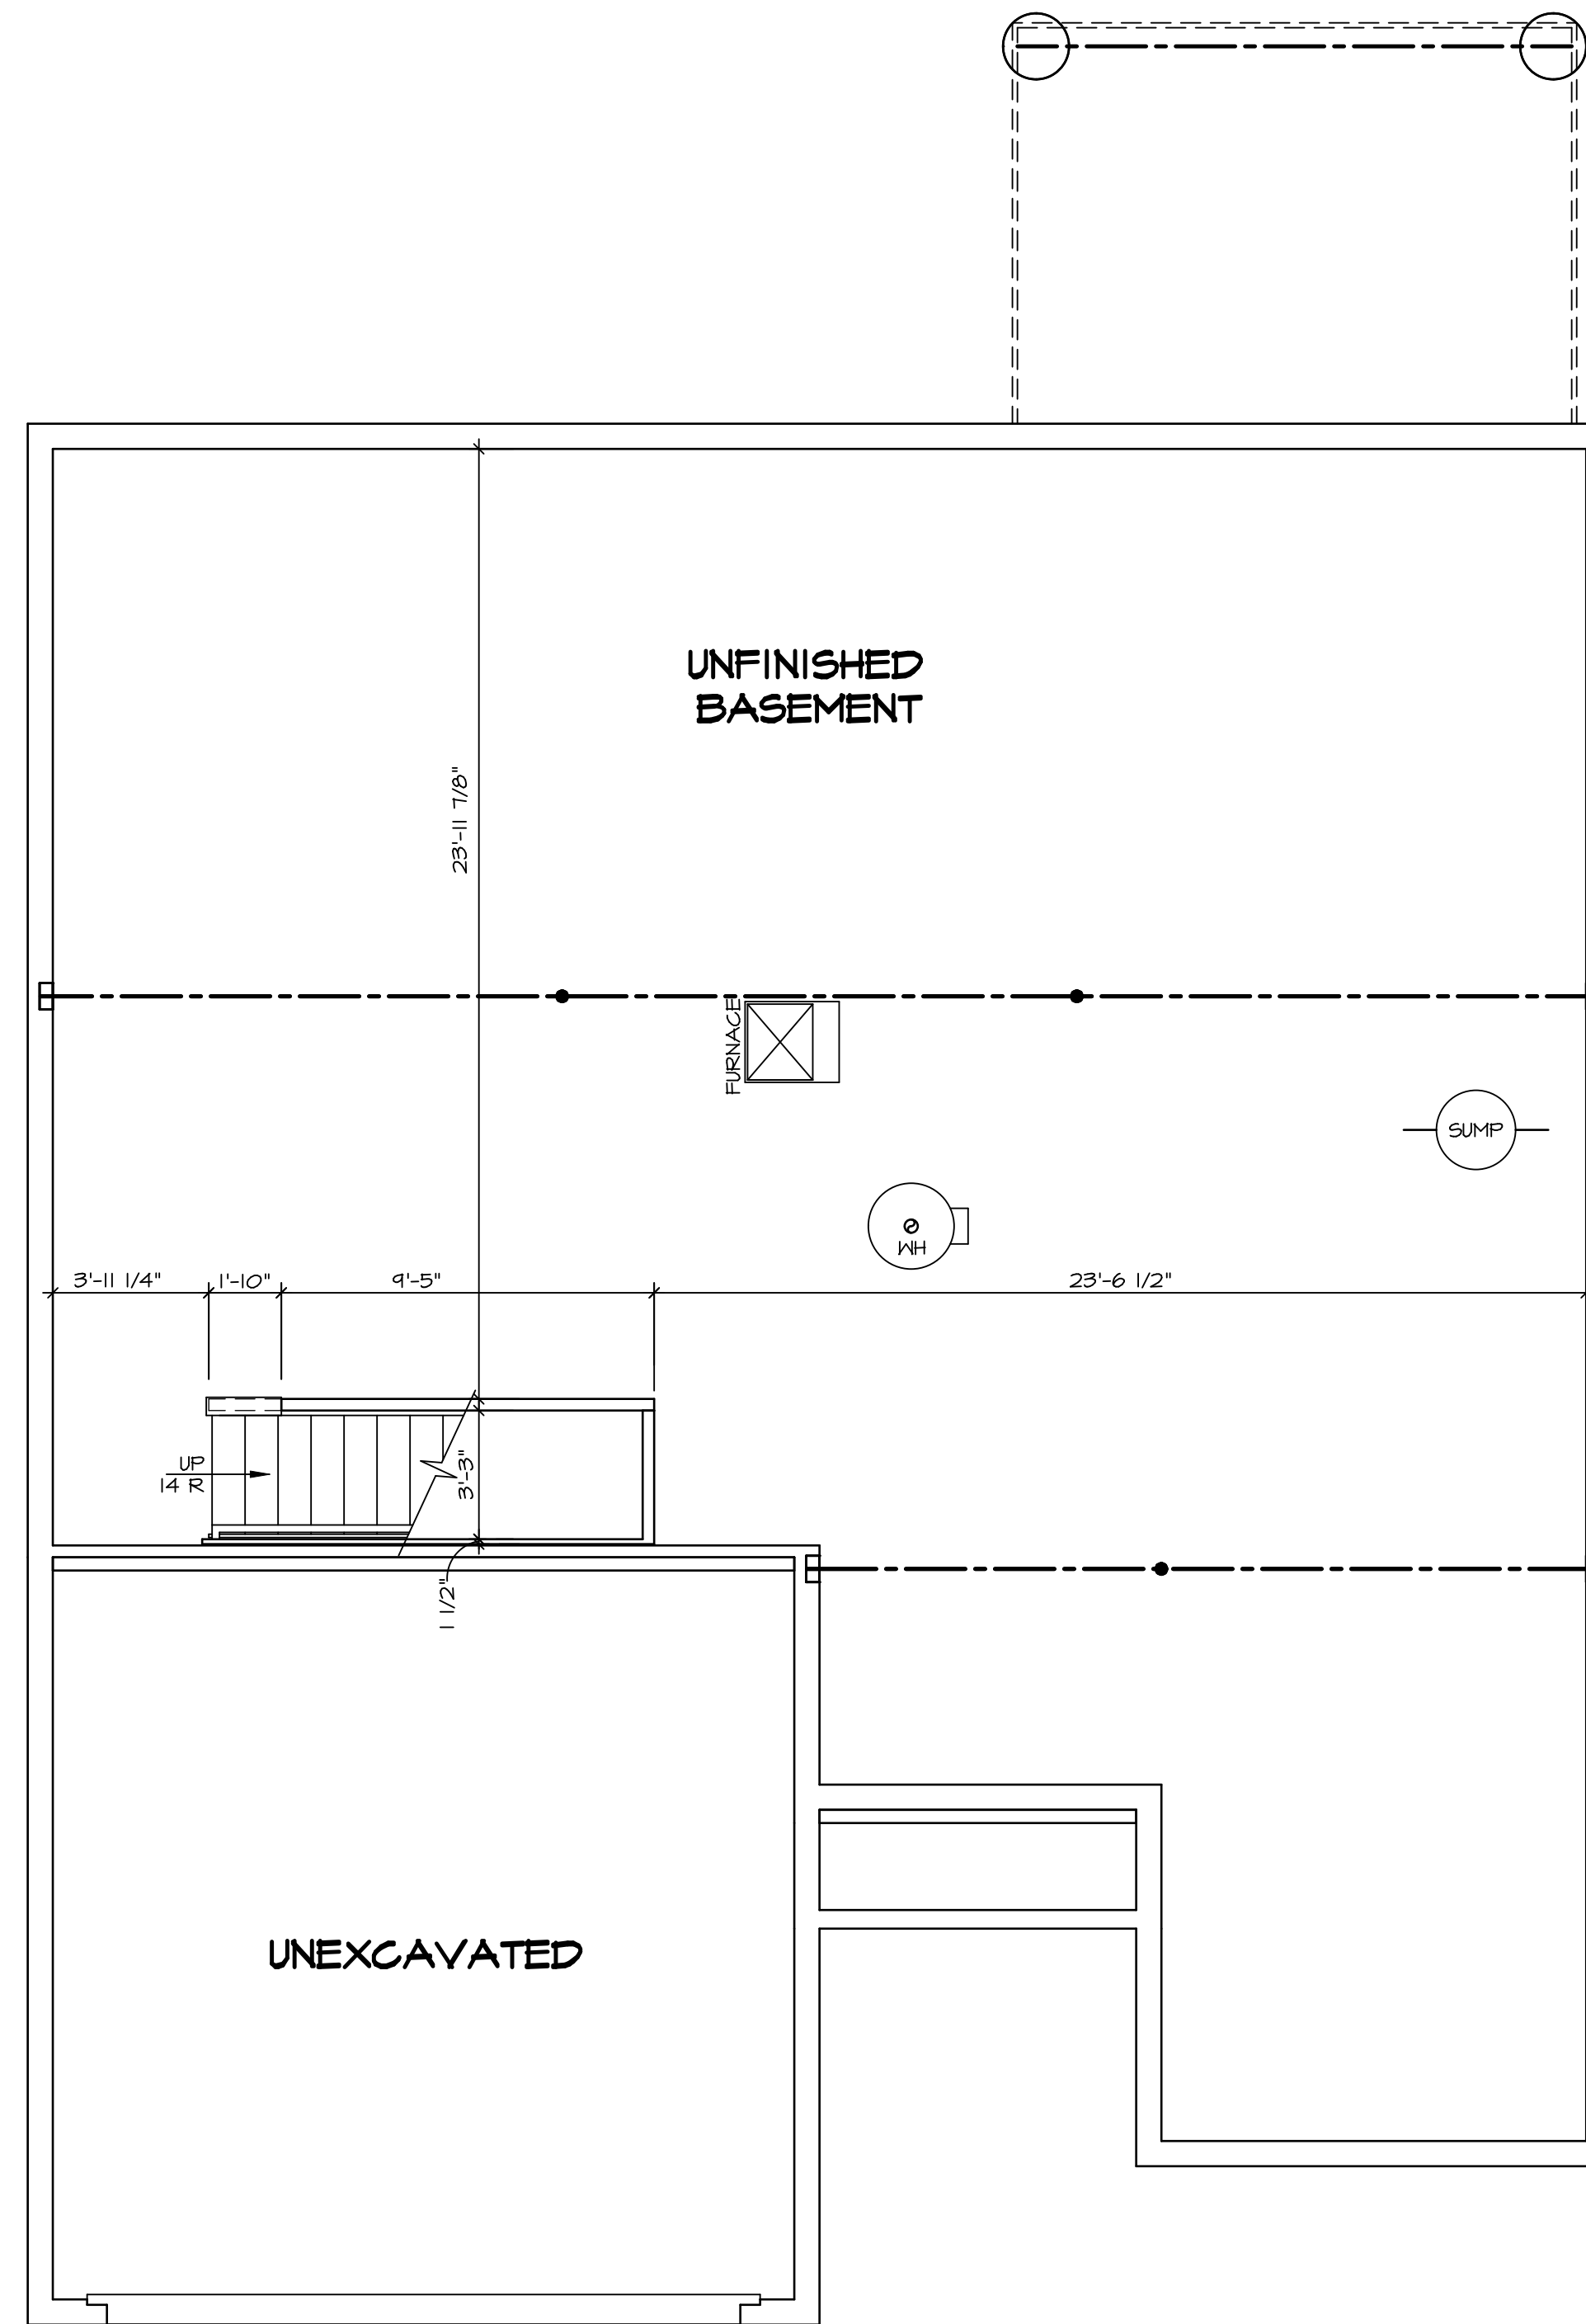 UNFINISHED
BASEMENT
23'-11 7/8"
FURNACE
SUMP
WH
3'-11 1/4"
1'-10"
9'-5"
23'-6 1/2"
UP
14 R
3'-3"
1 1/2"
UNEXCAVATED